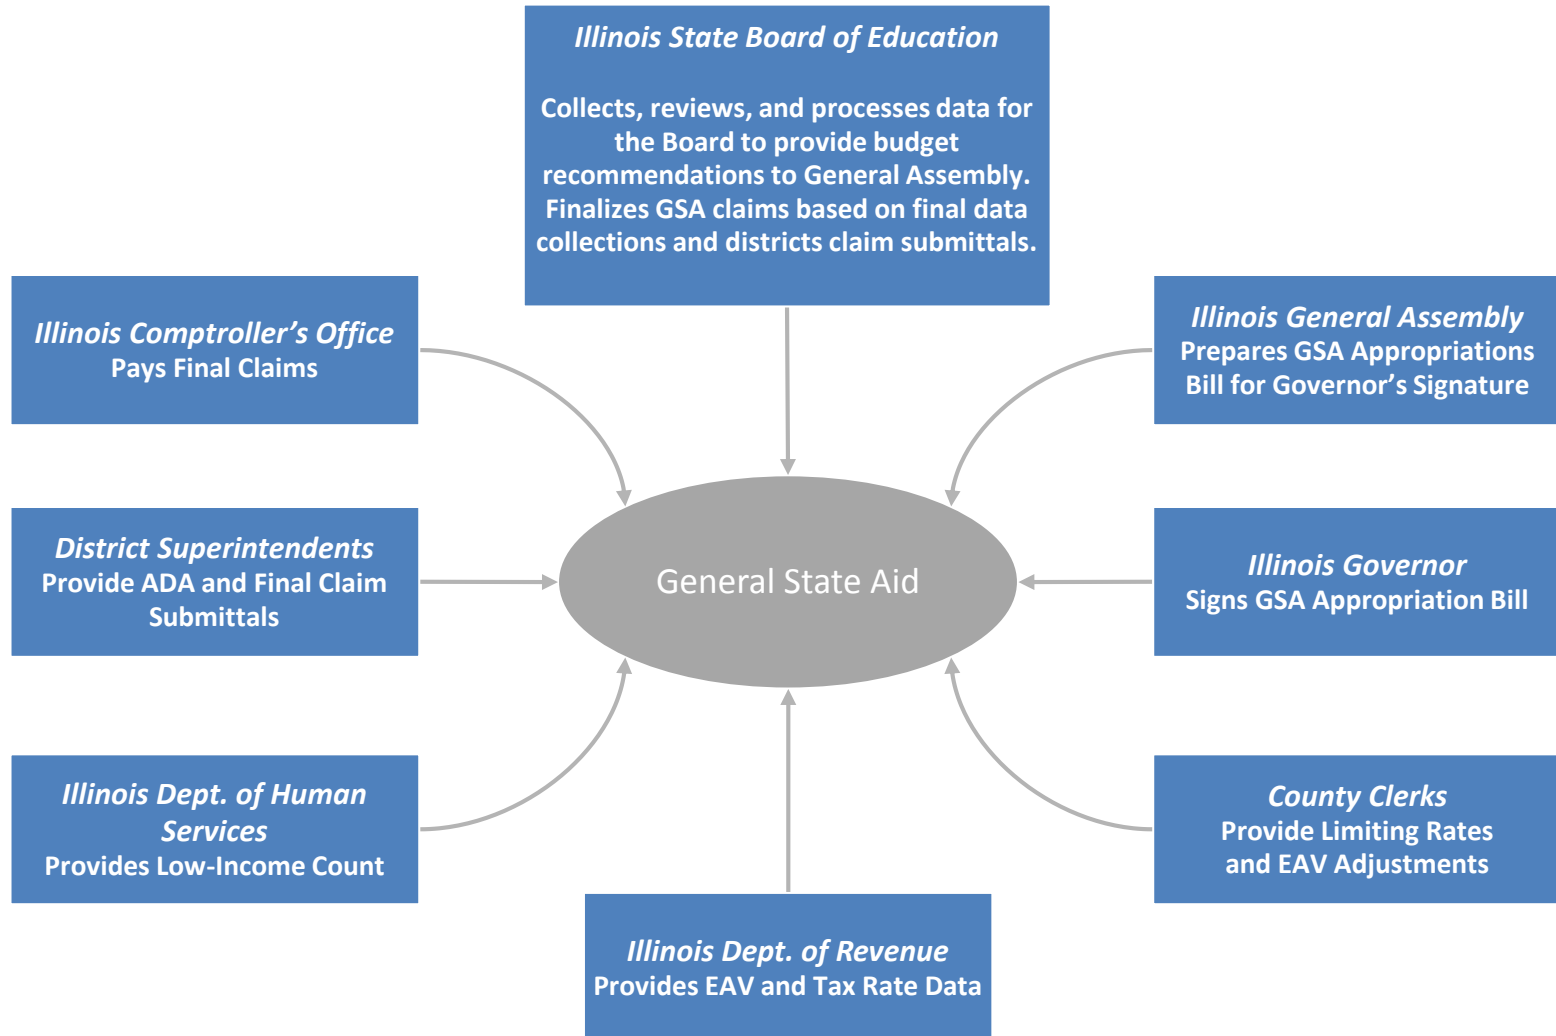 Illinois State Board of Education
Collects, reviews, and processes data for
the Board to provide budget
recommendations to General Assembly.
Finalizes GSA claims based on final data
collections and districts claim submittals.
Illinois Comptroller’s Office
Pays Final Claims
Illinois General Assembly
Prepares GSA Appropriations
Bill for Governor’s Signature
District Superintendents
Provide ADA and Final Claim
Submittals
General State Aid
Illinois Governor
Signs GSA Appropriation Bill
Illinois Dept. of Human
Services
Provides Low-Income Count
County Clerks
Provide Limiting Rates
and EAV Adjustments
Illinois Dept. of Revenue
Provides EAV and Tax Rate Data